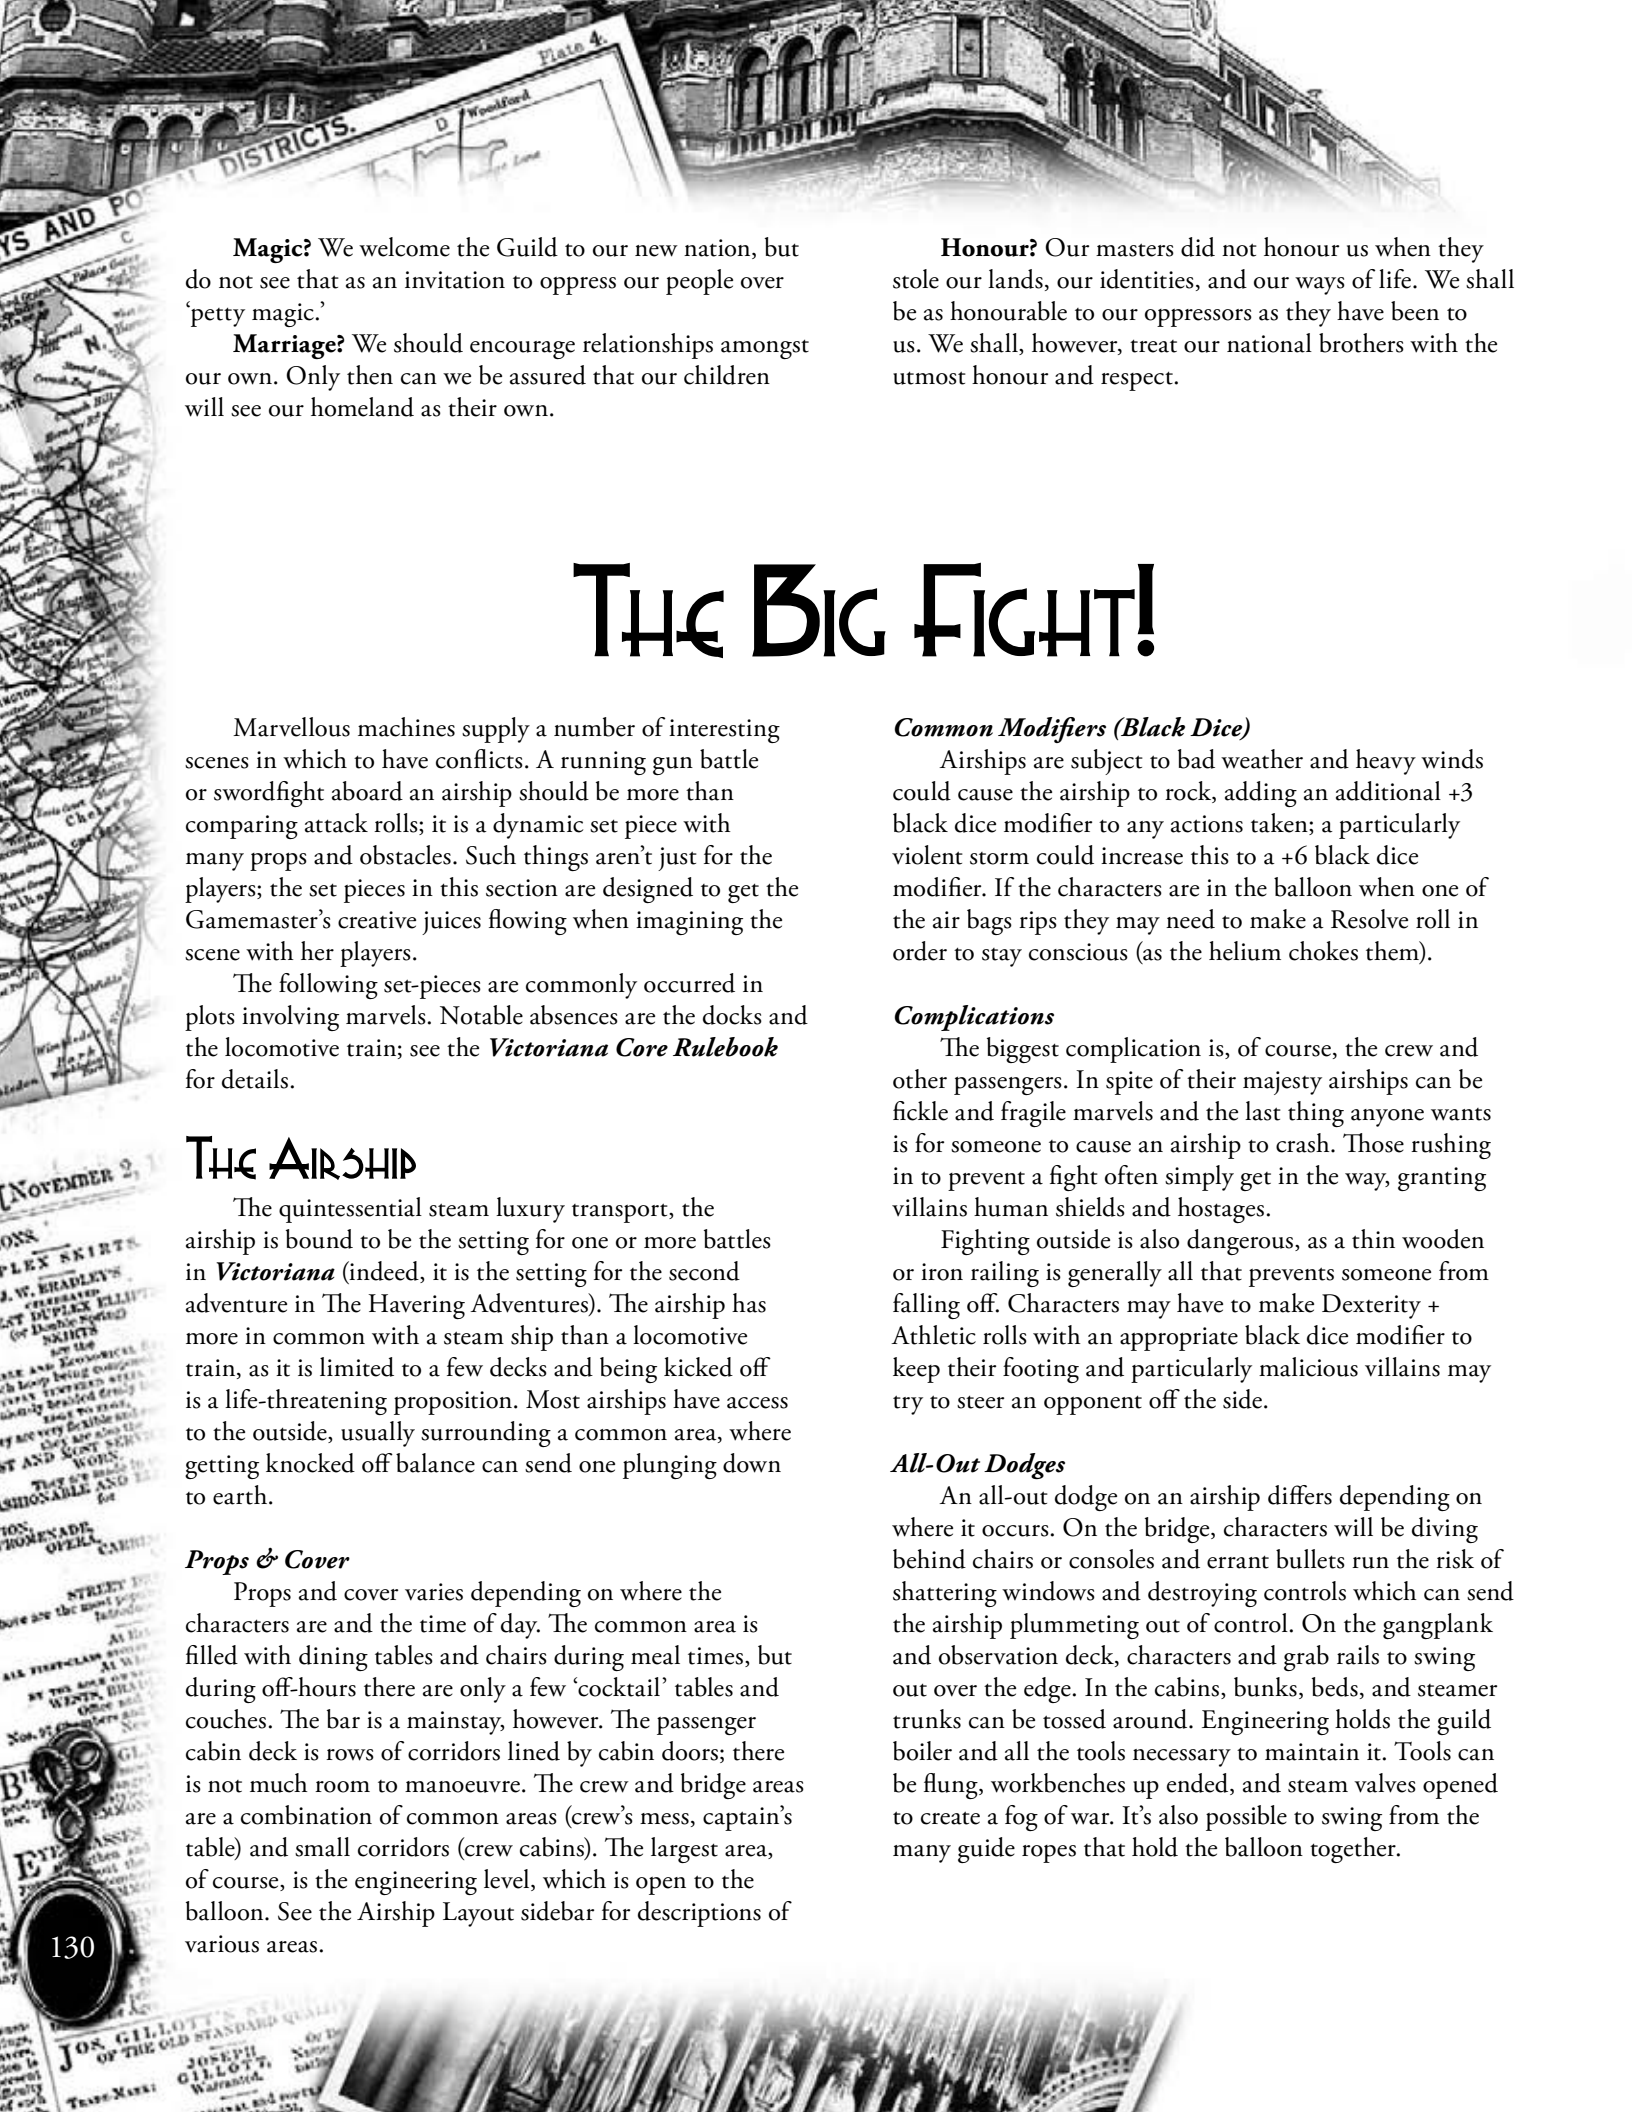 Plate 4.
DISTRICTS.
D
Woodford
YS AND PO
C
Magic? We welcome the Guild to our new nation, but
do not see that as an invitation to oppress our people over
‘petty magic.’
Marriage? We should encourage relationships amongst
our own. Only then can we be assured that our children
will see our homeland as their own.
Honour? Our masters did not honour us when they
stole our lands, our identities, and our ways of life. We shall
be as honourable to our oppressors as they have been to
us. We shall, however, treat our national brothers with the
utmost honour and respect.
The Big Fight!
Marvellous machines supply a number of interesting
scenes in which to have conflicts. A running gun battle
or swordfight aboard an airship should be more than
comparing attack rolls; it is a dynamic set piece with
many props and obstacles. Such things aren’t just for the
players; the set pieces in this section are designed to get the
Gamemaster’s creative juices flowing when imagining the
scene with her players.
The following set-pieces are commonly occurred in
plots involving marvels. Notable absences are the docks and
the locomotive train; see the Victoriana Core Rulebook
for details.
The Airship
The quintessential steam luxury transport, the
airship is bound to be the setting for one or more battles
in Victoriana (indeed, it is the setting for the second
adventure in The Havering Adventures). The airship has
more in common with a steam ship than a locomotive
train, as it is limited to a few decks and being kicked off
is a life-threatening proposition. Most airships have access
to the outside, usually surrounding a common area, where
getting knocked off balance can send one plunging down
to earth.
Props & Cover
Props and cover varies depending on where the
characters are and the time of day. The common area is
filled with dining tables and chairs during meal times, but
during off-hours there are only a few ‘cocktail’ tables and
couches. The bar is a mainstay, however. The passenger
cabin deck is rows of corridors lined by cabin doors; there
is not much room to manoeuvre. The crew and bridge areas
are a combination of common areas (crew’s mess, captain’s
table) and small corridors (crew cabins). The largest area,
of course, is the engineering level, which is open to the
balloon. See the Airship Layout sidebar for descriptions of
various areas.
Common Modifiers (Black Dice)
Airships are subject to bad weather and heavy winds
could cause the airship to rock, adding an additional +3
black dice modifier to any actions taken; a particularly
violent storm could increase this to a +6 black dice
modifier. If the characters are in the balloon when one of
the air bags rips they may need to make a Resolve roll in
order to stay conscious (as the helium chokes them).
Complications
The biggest complication is, of course, the crew and
other passengers. In spite of their majesty airships can be
fickle and fragile marvels and the last thing anyone wants
is for someone to cause an airship to crash. Those rushing
in to prevent a fight often simply get in the way, granting
villains human shields and hostages.
Fighting outside is also dangerous, as a thin wooden
or iron railing is generally all that prevents someone from
falling off. Characters may have to make Dexterity +
Athletic rolls with an appropriate black dice modifier to
keep their footing and particularly malicious villains may
try to steer an opponent off the side.
All-Out Dodges
An all-out dodge on an airship differs depending on
where it occurs. On the bridge, characters will be diving
behind chairs or consoles and errant bullets run the risk of
shattering windows and destroying controls which can send
the airship plummeting out of control. On the gangplank
and observation deck, characters and grab rails to swing
out over the edge. In the cabins, bunks, beds, and steamer
trunks can be tossed around. Engineering holds the guild
boiler and all the tools necessary to maintain it. Tools can
be flung, workbenches up ended, and steam valves opened
to create a fog of war. It’s also possible to swing from the
many guide ropes that hold the balloon together.
[NOVEMBER 2,
130
JOS. GILLOTT'S
OF THE OLD STANDARD
JOSEPH
GILLOTT,
Warranted.
TRADE-MARK: